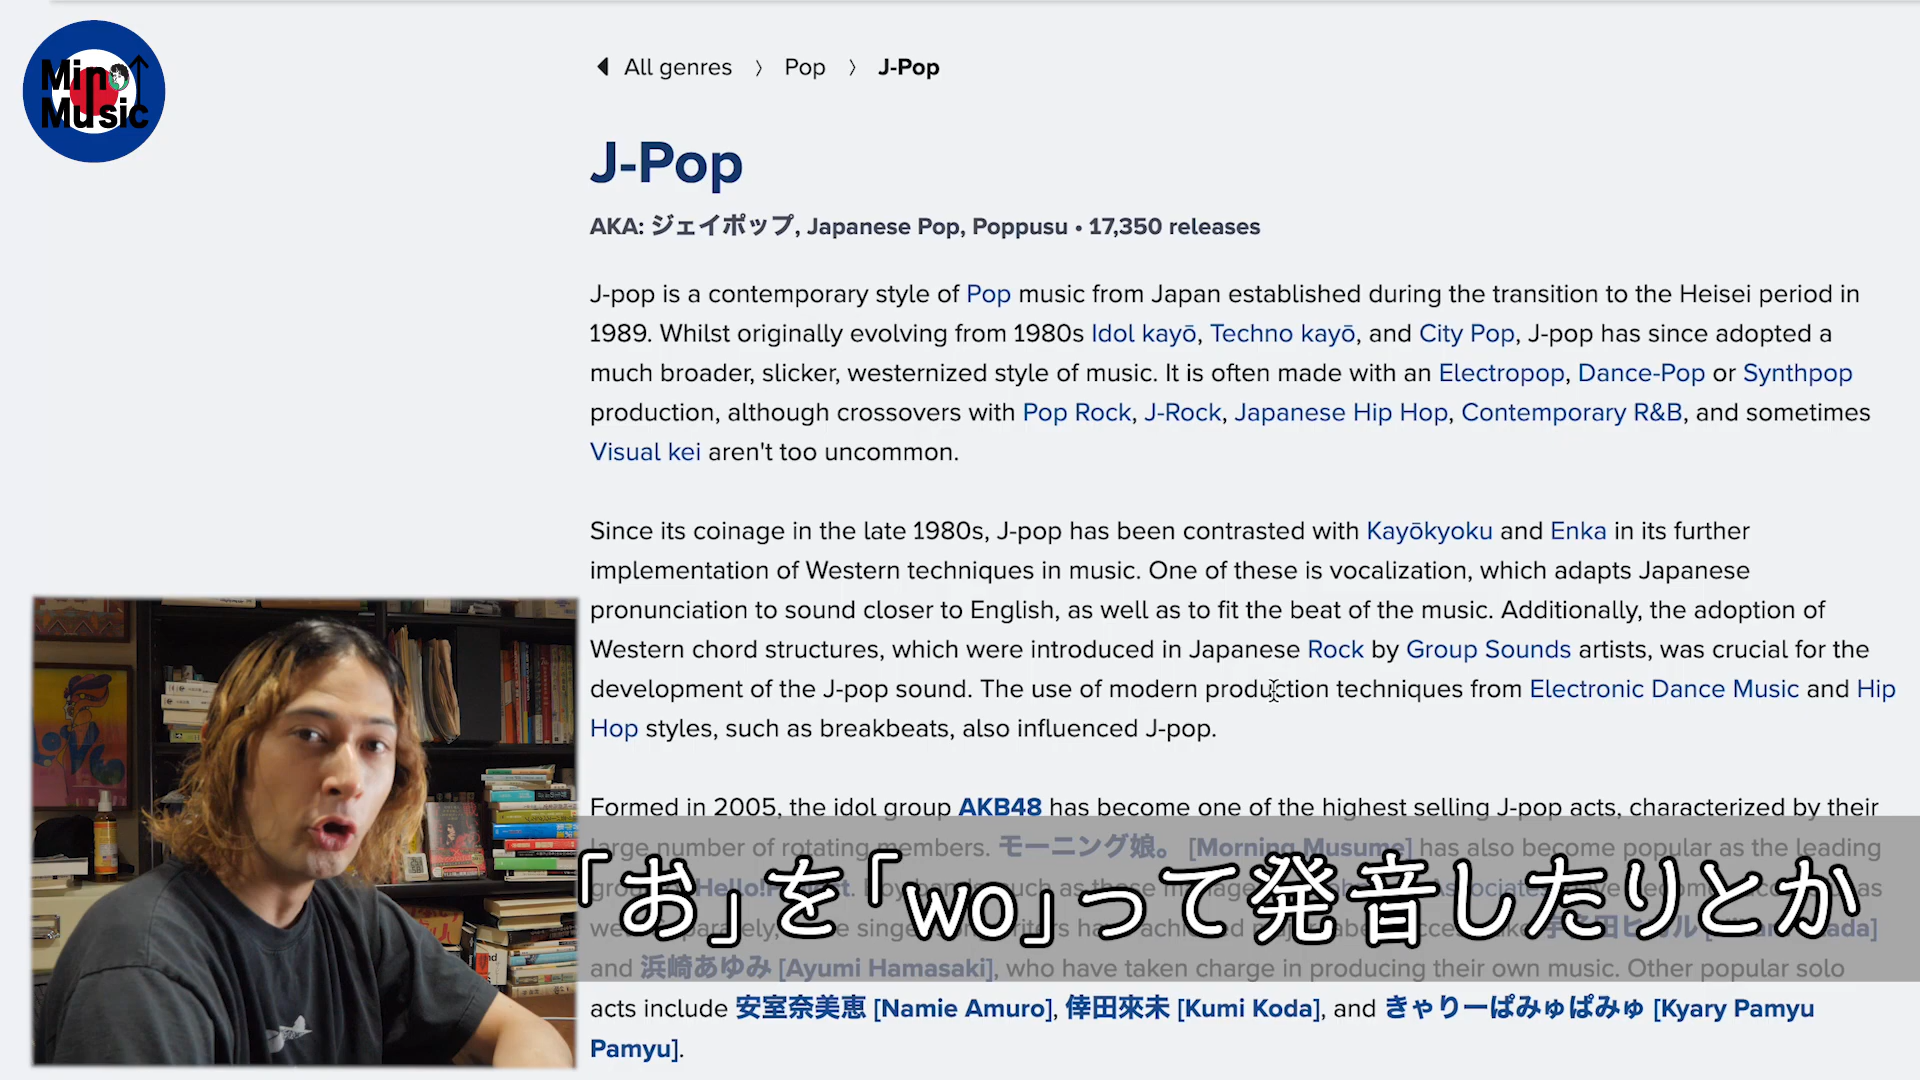 Mino
Music
All genres 〉 Pop 〉 J-Pop
J-Pop
AKA: ジェイポップ, Japanese Pop, Poppusu • 17,350 releases
J-pop is a contemporary style of Pop music from Japan established during the transition to the Heisei period in
1989. Whilst originally evolving from 1980s Idol kayō, Techno kayō, and City Pop, J-pop has since adopted a
much broader, slicker, westernized style of music. It is often made with an Electropop, Dance-Pop or Synthpop
production, although crossovers with Pop Rock, J-Rock, Japanese Hip Hop, Contemporary R&B, and sometimes
Visual kei aren't too uncommon.
Since its coinage in the late 1980s, J-pop has been contrasted with Kayōkyoku and Enka in its further
implementation of Western techniques in music. One of these is vocalization, which adapts Japanese
pronunciation to sound closer to English, as well as to fit the beat of the music. Additionally, the adoption of
Western chord structures, which were introduced in Japanese Rock by Group Sounds artists, was crucial for the
development of the J-pop sound. The use of modern production techniques from Electronic Dance Music and Hip
Hop styles, such as breakbeats, also influenced J-pop.
Formed in 2005, the idol group AKB48 has become one of the highest selling J-pop acts, characterized by their
large number of rotating members. モーニング娘。 [Morning Musume] has also become popular as the leading
「お」を「wo」って発音したりとか
and 浜崎あゆみ [Ayumi Hamasaki], who have taken charge in producing their own music. Other popular solo
acts include 安室奈美恵 [Namie Amuro], 倖田來未 [Kumi Koda], and きゃりーぱみゅぱみゅ [Kyary Pamyu
Pamyu].